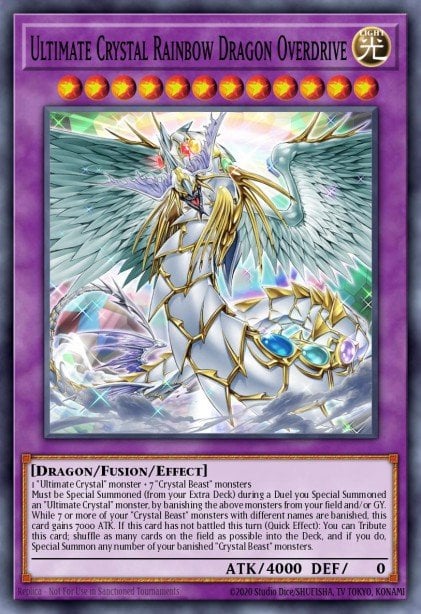 Ultimate Crystal Rainbow Dragon Overdrive
LIGHT
光
[Dragon/Fusion/Effect]
1 "Ultimate Crystal" monster + 7 "Crystal Beast" monsters
Must be Special Summoned (from your Extra Deck) during a Duel you Special Summoned
an "Ultimate Crystal" monster, by banishing the above monsters from your field and/or GY.
While 7 or more of your "Crystal Beast" monsters with different names are banished, this
card gains 7000 ATK. If this card has not battled this turn (Quick Effect): You can Tribute
this card; shuffle as many cards on the field as possible into the Deck, and if you do,
Special Summon any number of your banished "Crystal Beast" monsters.
ATK/4000 DEF/ 0
Replica - Not For Use in Sanctioned Tournaments ©2020 Studio Dice/SHUEISHA, TV TOKYO, KONAMI